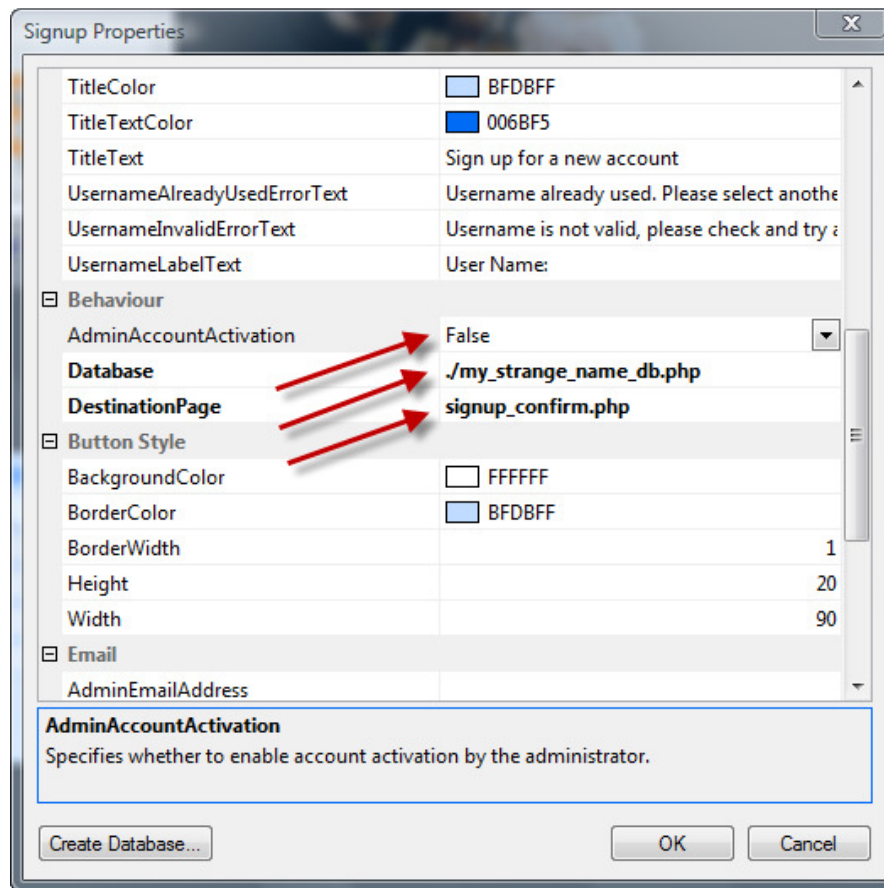 Signup Properties
TitleColor BFDBFF
TitleTextColor 006BF5
TitleText Sign up for a new account
UsernameAlreadyUsedErrorText Username already used. Please select anothe
UsernameInvalidErrorText Username is not valid, please check and try a
UsernameLabelText User Name:
Behaviour
AdminAccountActivation False
Database ./my_strange_name_db.php
DestinationPage signup_confirm.php
Button Style
BackgroundColor FFFFFF
BorderColor BFDBFF
BorderWidth 1
Height 20
Width 90
Email
AdminEmailAddress
AdminAccountActivation
Specifies whether to enable account activation by the administrator.
Create Database... OK Cancel